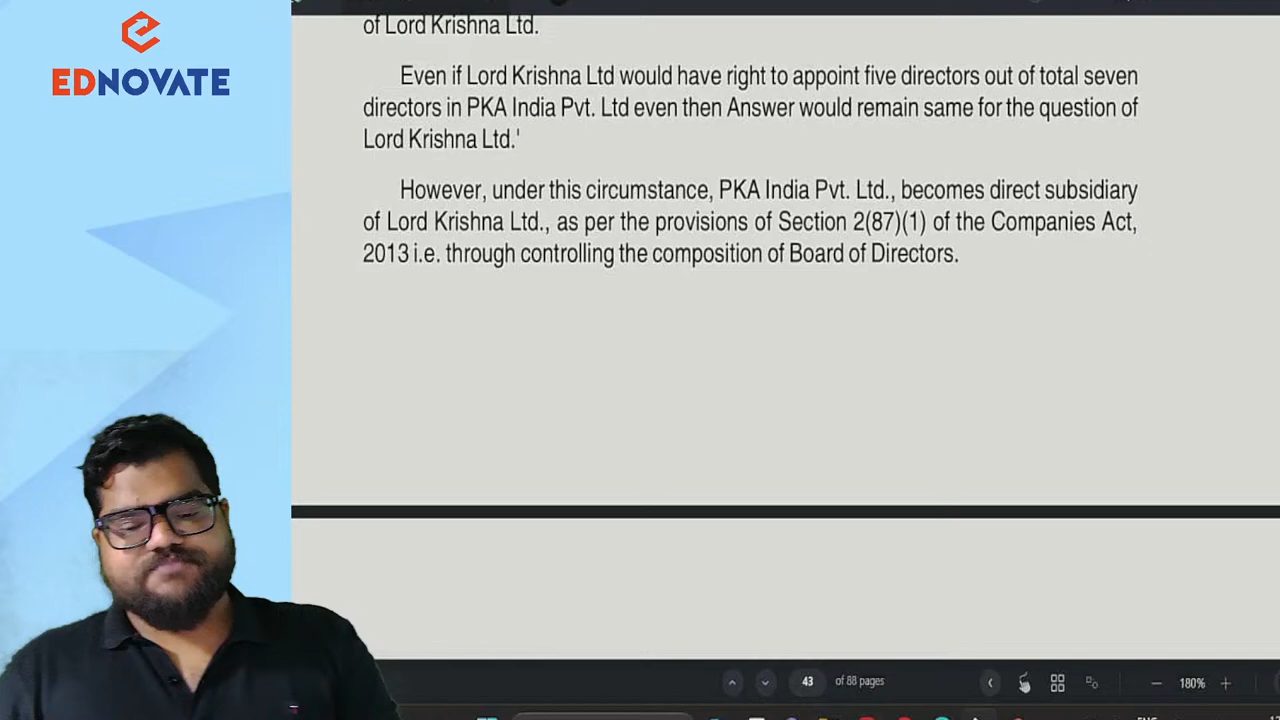 EDNOVATE
of Lord Krishna Ltd.
Even if Lord Krishna Ltd would have right to appoint five directors out of total seven
directors in PKA India Pvt. Ltd even then Answer would remain same for the question of
Lord Krishna Ltd.'
However, under this circumstance, PKA India Pvt. Ltd., becomes direct subsidiary
of Lord Krishna Ltd., as per the provisions of Section 2(87)(1) of the Companies Act,
2013 i.e. through controlling the composition of Board of Directors.
43 of 88 pages
180%